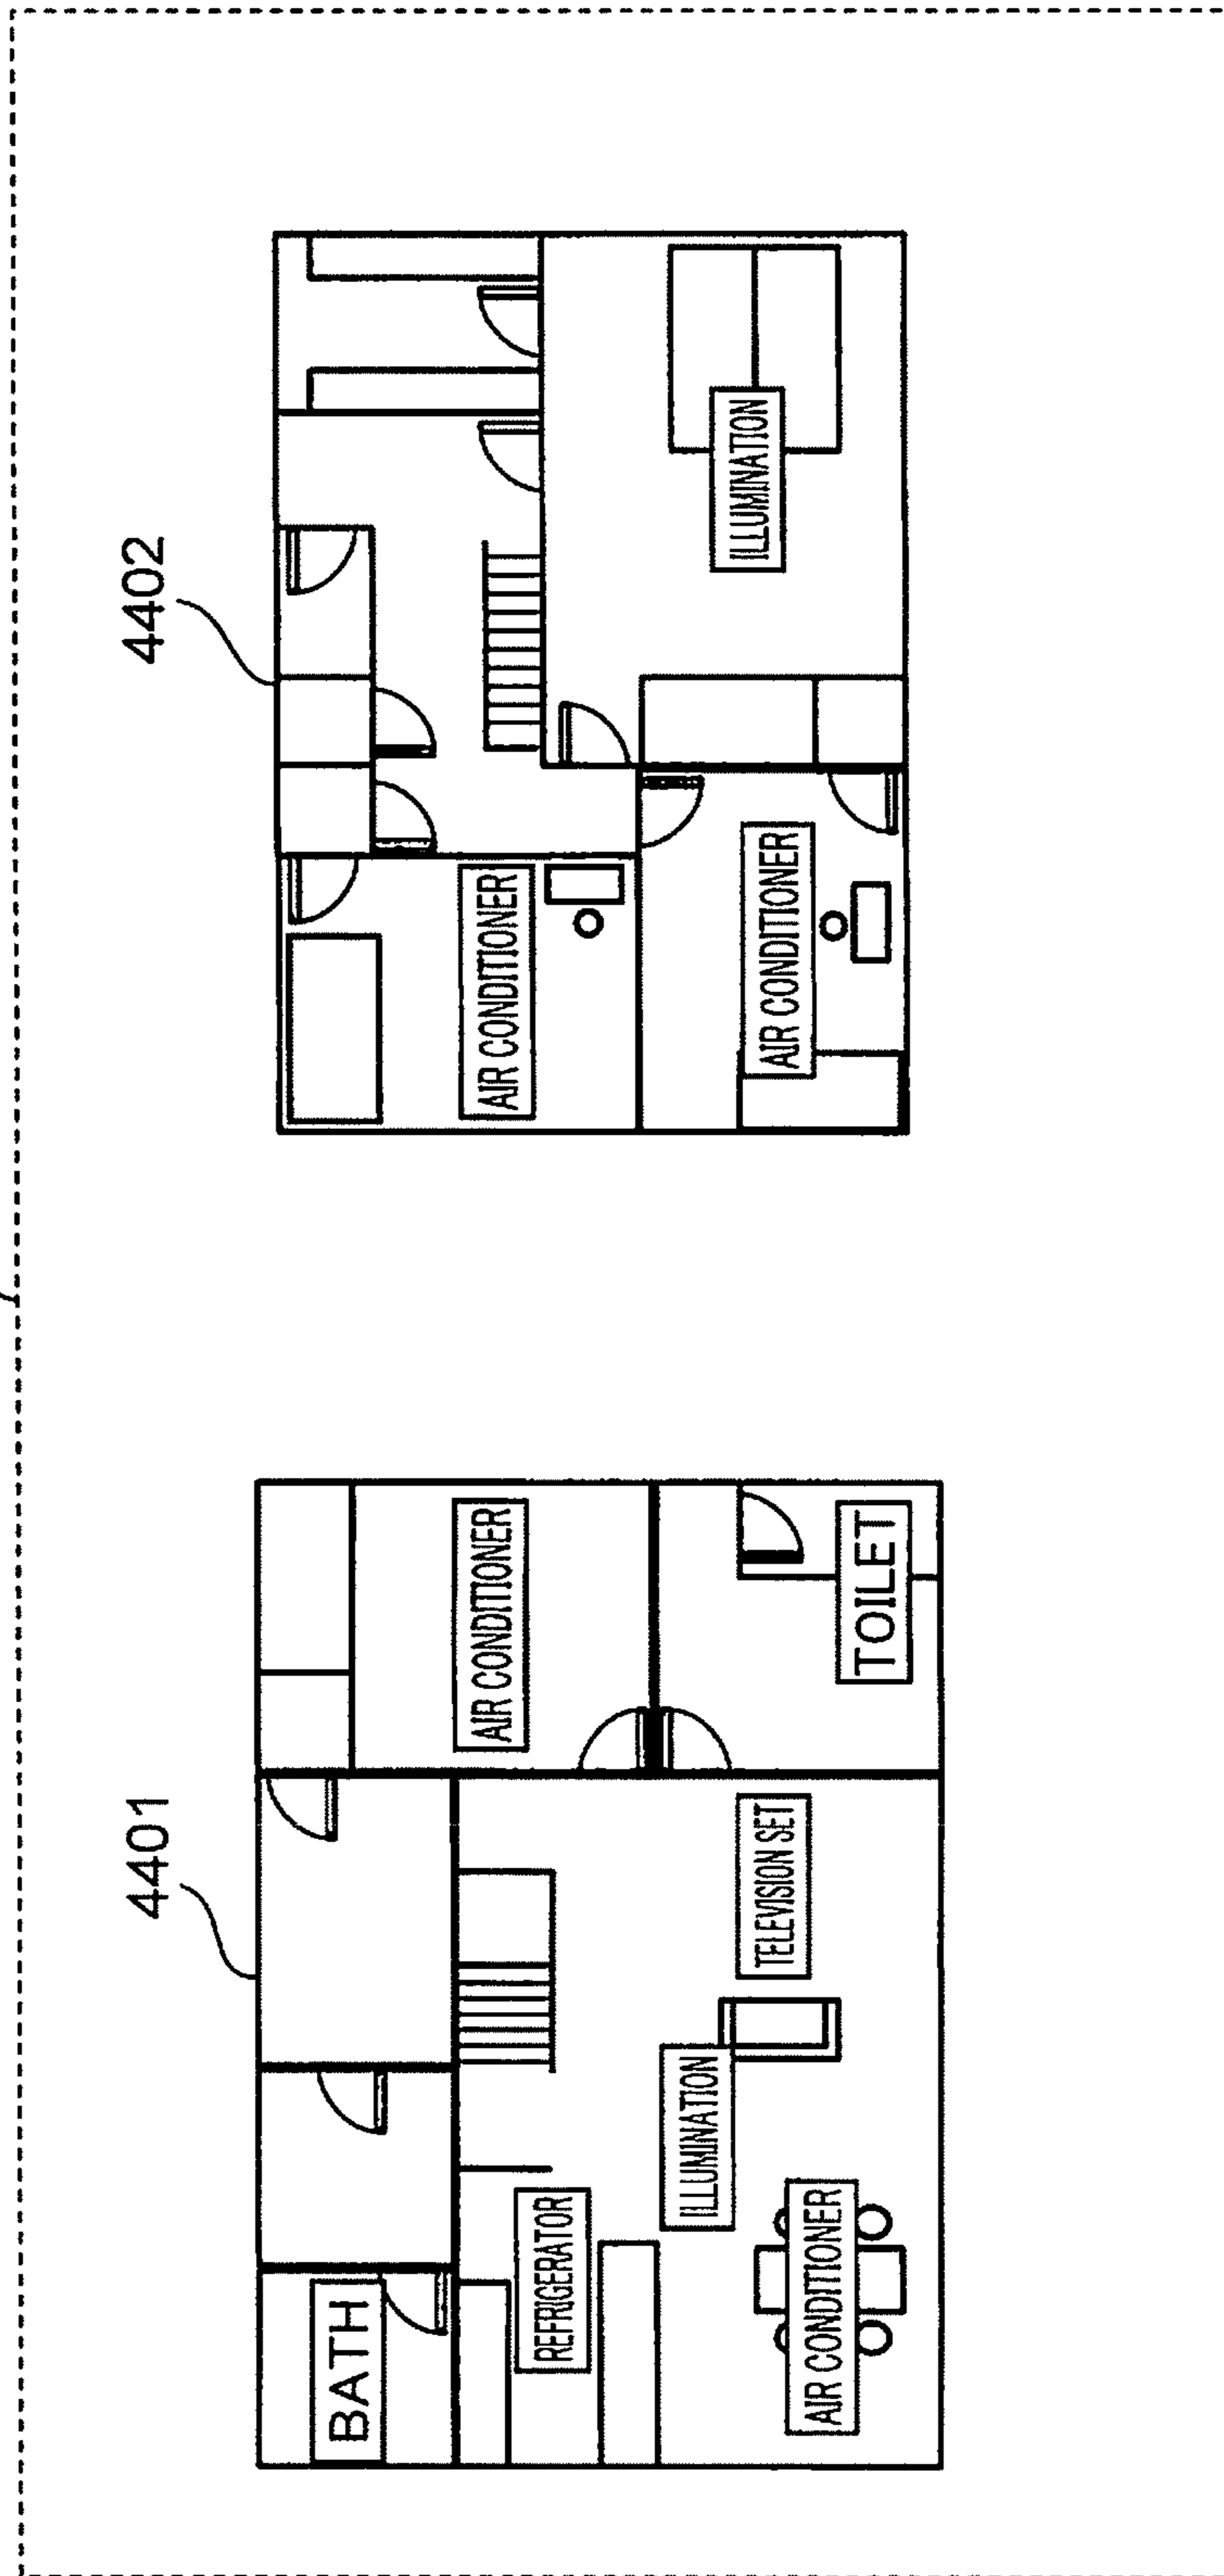 4401
BATH
REFRIGERATOR
AIR CONDITIONER
ILLUMINATION
TELEVISION SET
AIR CONDITIONER
TOILET
4402
AIR CONDITIONER
AIR CONDITIONER
ILLUMINATION